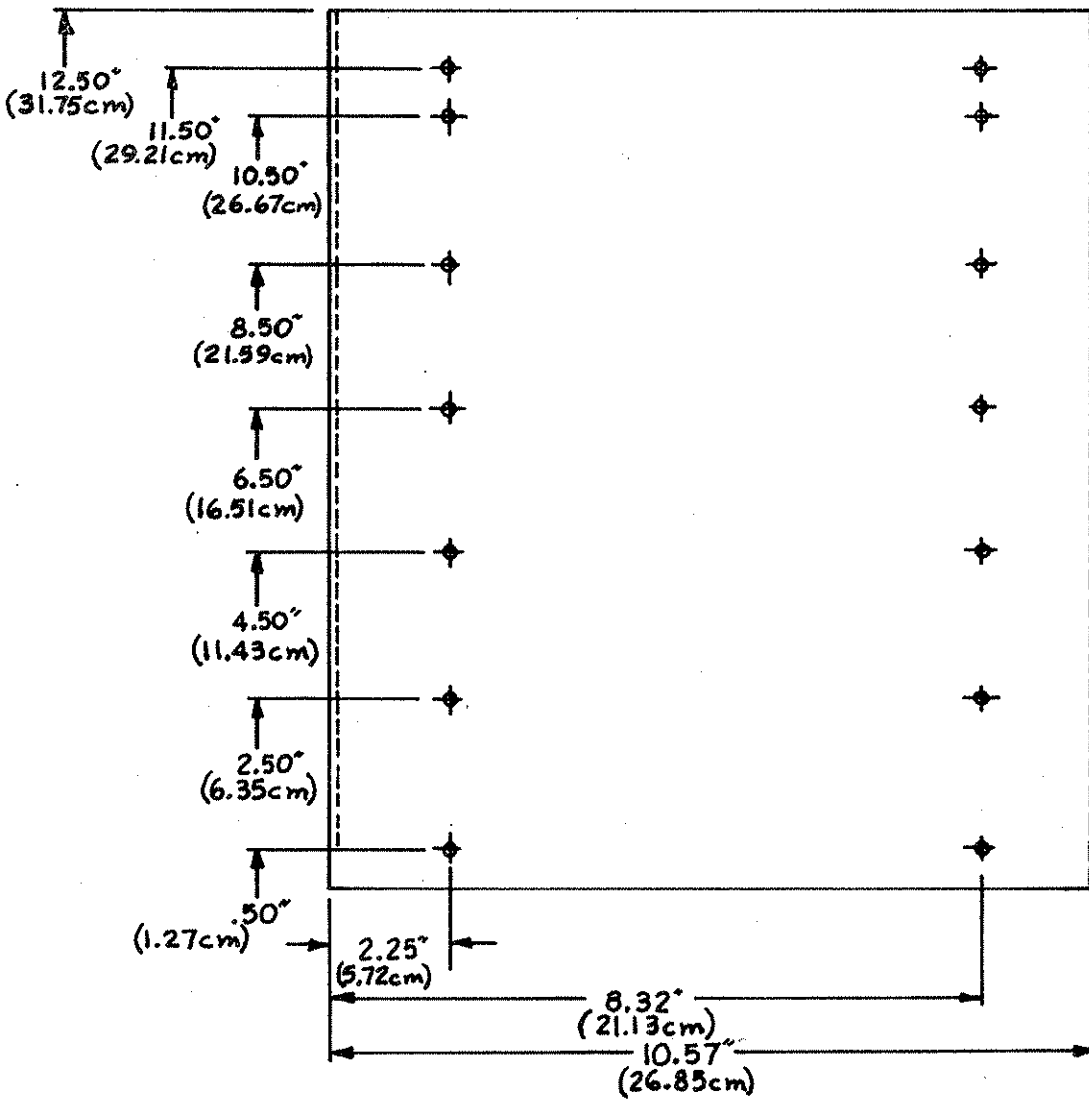 12.50"
(31.75cm)
11.50"
(29.21cm)
10.50"
(26.67cm)
8.50"
(21.59cm)
6.50"
(16.51cm)
4.50"
(11.43cm)
2.50"
(6.35cm)
.50"
(1.27cm)
2.25"
(5.72cm)
8.32"
(21.13cm)
10.57"
(26.85cm)